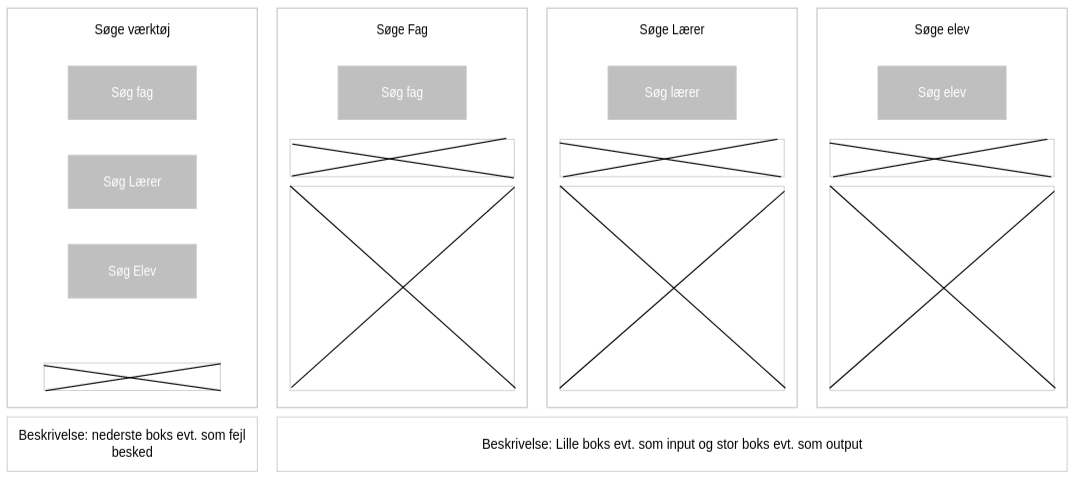 Søge værktøj
Søg fag
Søg Lærer
Søg Elev
Beskrivelse: nederste boks evt. som fejl
besked
Søge Fag
Søg fag
Søge Lærer
Søg lærer
Søge elev
Søg elev
Beskrivelse: Lille boks evt. som input og stor boks evt. som output